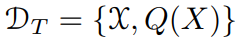 𝒟_T = {𝒳, Q(X)}